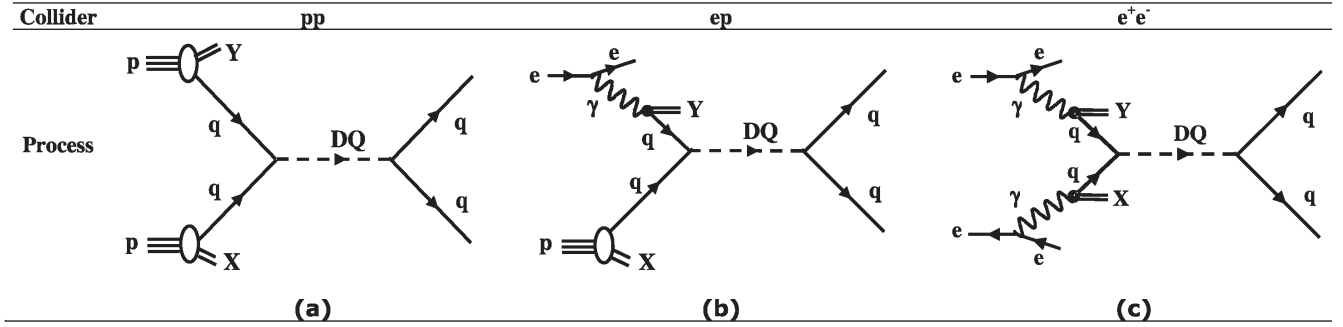 Collider pp ep e⁺e⁻
p Y e e γ Y e e γ Y
Process q DQ q q DQ q q DQ q
q q q q q q
p X p X γ X e e
(a) (b) (c)